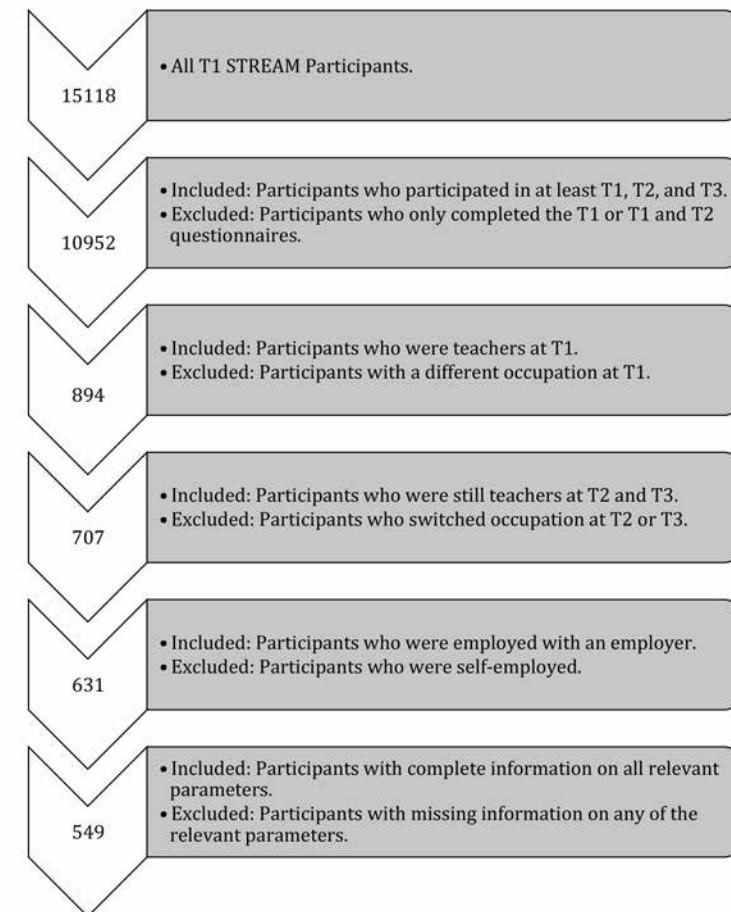 15118
• All T1 STREAM Participants.
10952
• Included: Participants who participated in at least T1, T2, and T3.
• Excluded: Participants who only completed the T1 or T1 and T2
questionnaires.
894
• Included: Participants who were teachers at T1.
• Excluded: Participants with a different occupation at T1.
707
• Included: Participants who were still teachers at T2 and T3.
• Excluded: Participants who switched occupation at T2 or T3.
631
• Included: Participants who were employed with an employer.
• Excluded: Participants who were self-employed.
549
• Included: Participants with complete information on all relevant
parameters.
• Excluded: Participants with missing information on any of the
relevant parameters.